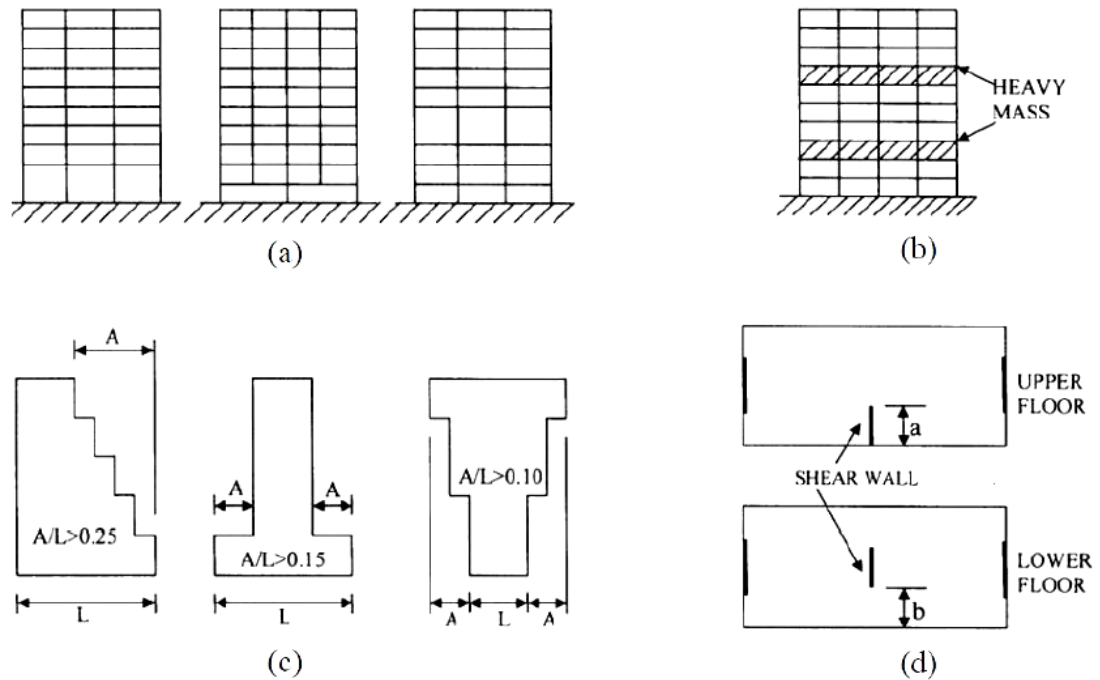 HEAVY
MASS
(a)
(b)
A
A/L>0.25
L
A
A
A/L>0.15
L
A/L>0.10
A
L
A
(c)
UPPER
FLOOR
a
SHEAR WALL
LOWER
FLOOR
b
(d)